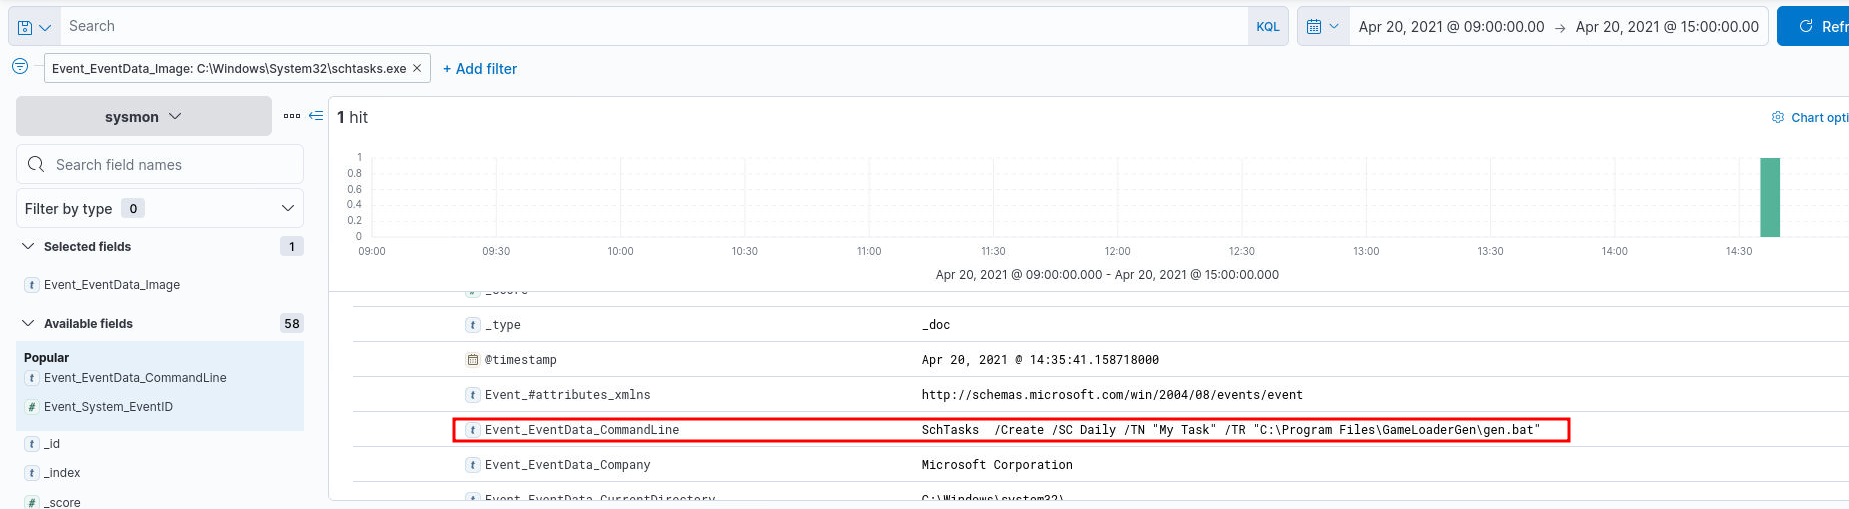 Search KQL Apr 20, 2021 @ 09:00:00.00 → Apr 20, 2021 @ 15:00:00.00 Refr
Event_EventData_Image: C:\Windows\System32\schtasks.exe × + Add filter
sysmon
1 hit
Chart opti
Search field names
Filter by type 0
Selected fields 1
t Event_EventData_Image
Available fields 58
Popular
t Event_EventData_CommandLine
# Event_System_EventID
t _id
t _index
# _score
1
0.8
0.6
0.4
0.2
0
09:00 09:30 10:00 10:30 11:00 11:30 12:00 12:30 13:00 13:30 14:00 14:30
Apr 20, 2021 @ 09:00:00.000 - Apr 20, 2021 @ 15:00:00.000
# _score
t _type _doc
@timestamp Apr 20, 2021 @ 14:35:41.158718000
t Event_#attributes_xmlns http://schemas.microsoft.com/win/2004/08/events/event
t Event_EventData_CommandLine SchTasks  /Create /SC Daily /TN "My Task" /TR "C:\Program Files\GameLoaderGen\gen.bat"
t Event_EventData_Company Microsoft Corporation
t Event_EventData_CurrentDirectory C:\Windows\system32\